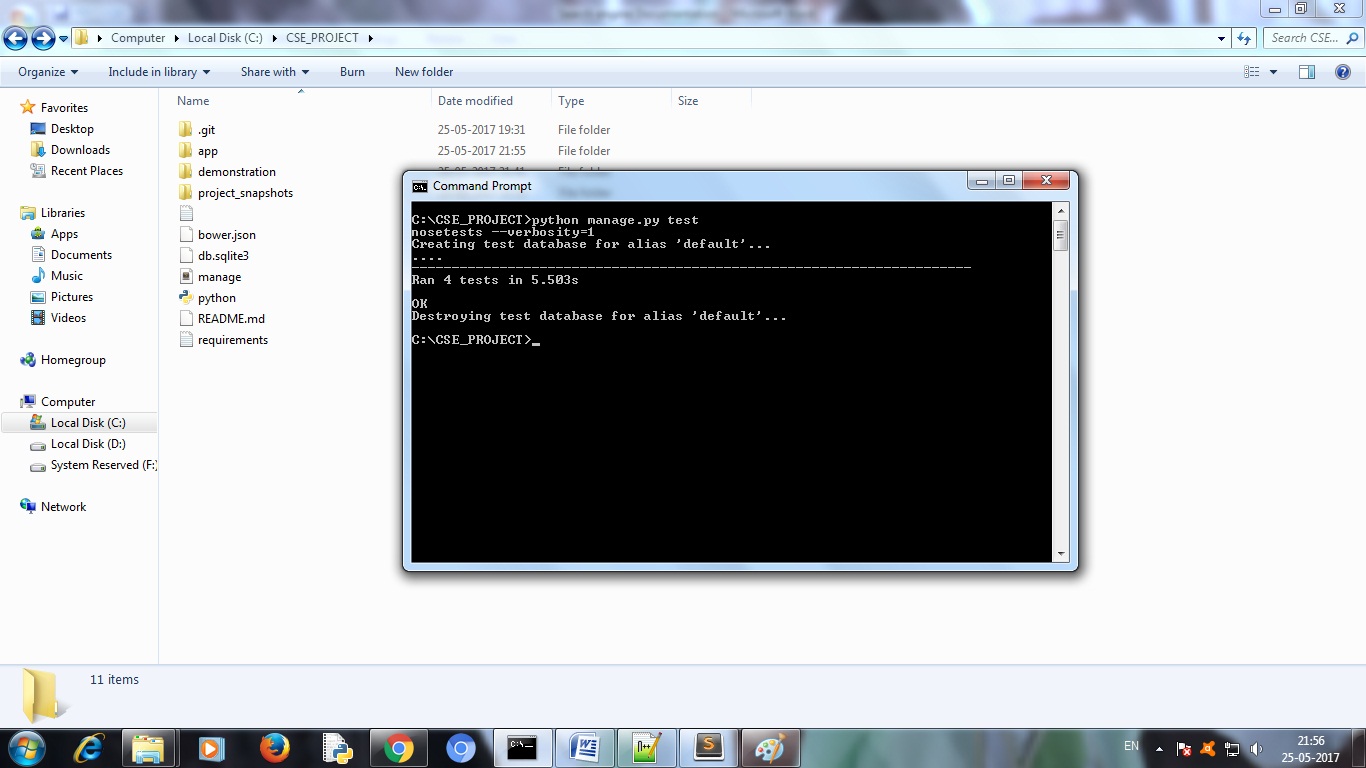 Computer
Local Disk (C:)
CSE_PROJECT
Search CSE...
Organize
Include in library
Share with
Burn
New folder
Name
Date modified
Type
Size
Favorites
Desktop
Downloads
Recent Places
Libraries
Apps
Documents
Music
Pictures
Videos
Homegroup
Computer
Local Disk (C:)
Local Disk (D:)
System Reserved (F:)
Network
.git 25-05-2017 19:31 File folder
app 25-05-2017 21:55 File folder
demonstration
project_snapshots
bower.json
db.sqlite3
manage
python
README.md
requirements
Command Prompt
C:\CSE_PROJECT>python manage.py test
nosetests --verbosity=1
Creating test database for alias 'default'...
....
----------------------------------------------------------------------
Ran 4 tests in 5.503s
OK
Destroying test database for alias 'default'...
C:\CSE_PROJECT>_
11 items
EN
21:56
25-05-2017